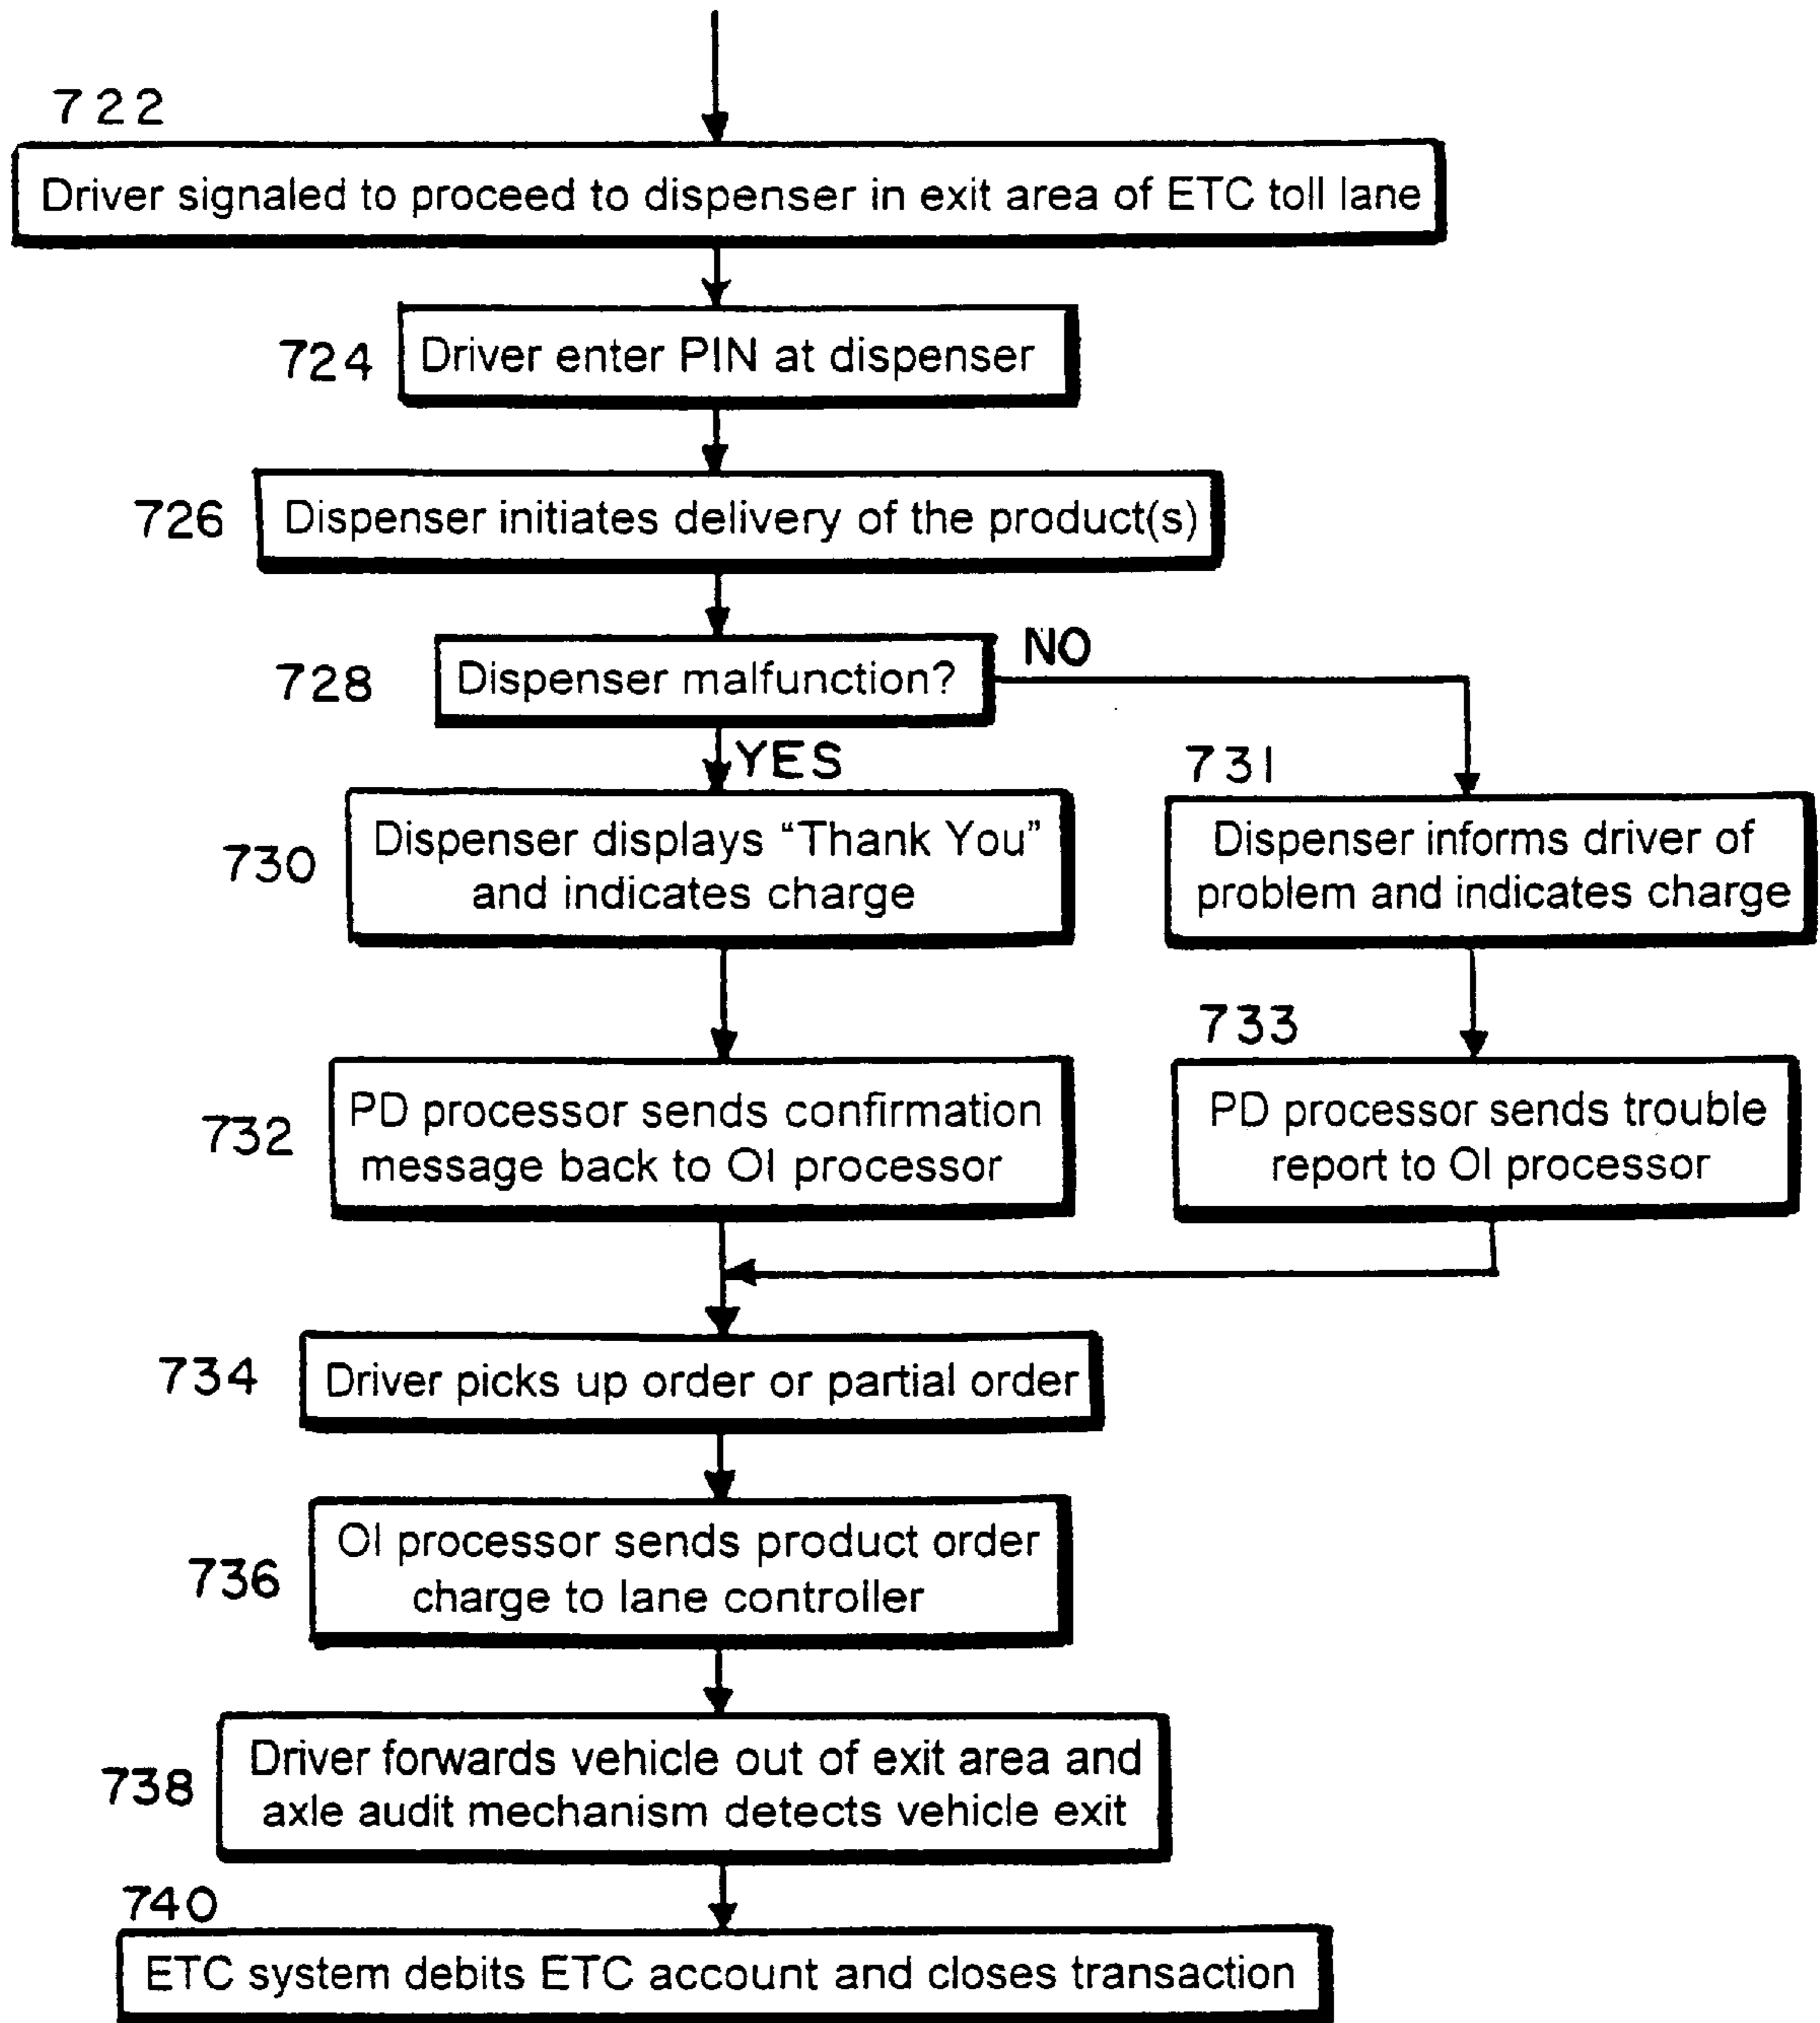 722
Driver signaled to proceed to dispenser in exit area of ETC toll lane
724
Driver enter PIN at dispenser
726
Dispenser initiates delivery of the product(s)
728
Dispenser malfunction?
NO
YES
730
Dispenser displays “Thank You”
and indicates charge
731
Dispenser informs driver of
problem and indicates charge
732
PD processor sends confirmation
message back to OI processor
733
PD processor sends trouble
report to OI processor
734
Driver picks up order or partial order
736
OI processor sends product order
charge to lane controller
738
Driver forwards vehicle out of exit area and
axle audit mechanism detects vehicle exit
740
ETC system debits ETC account and closes transaction